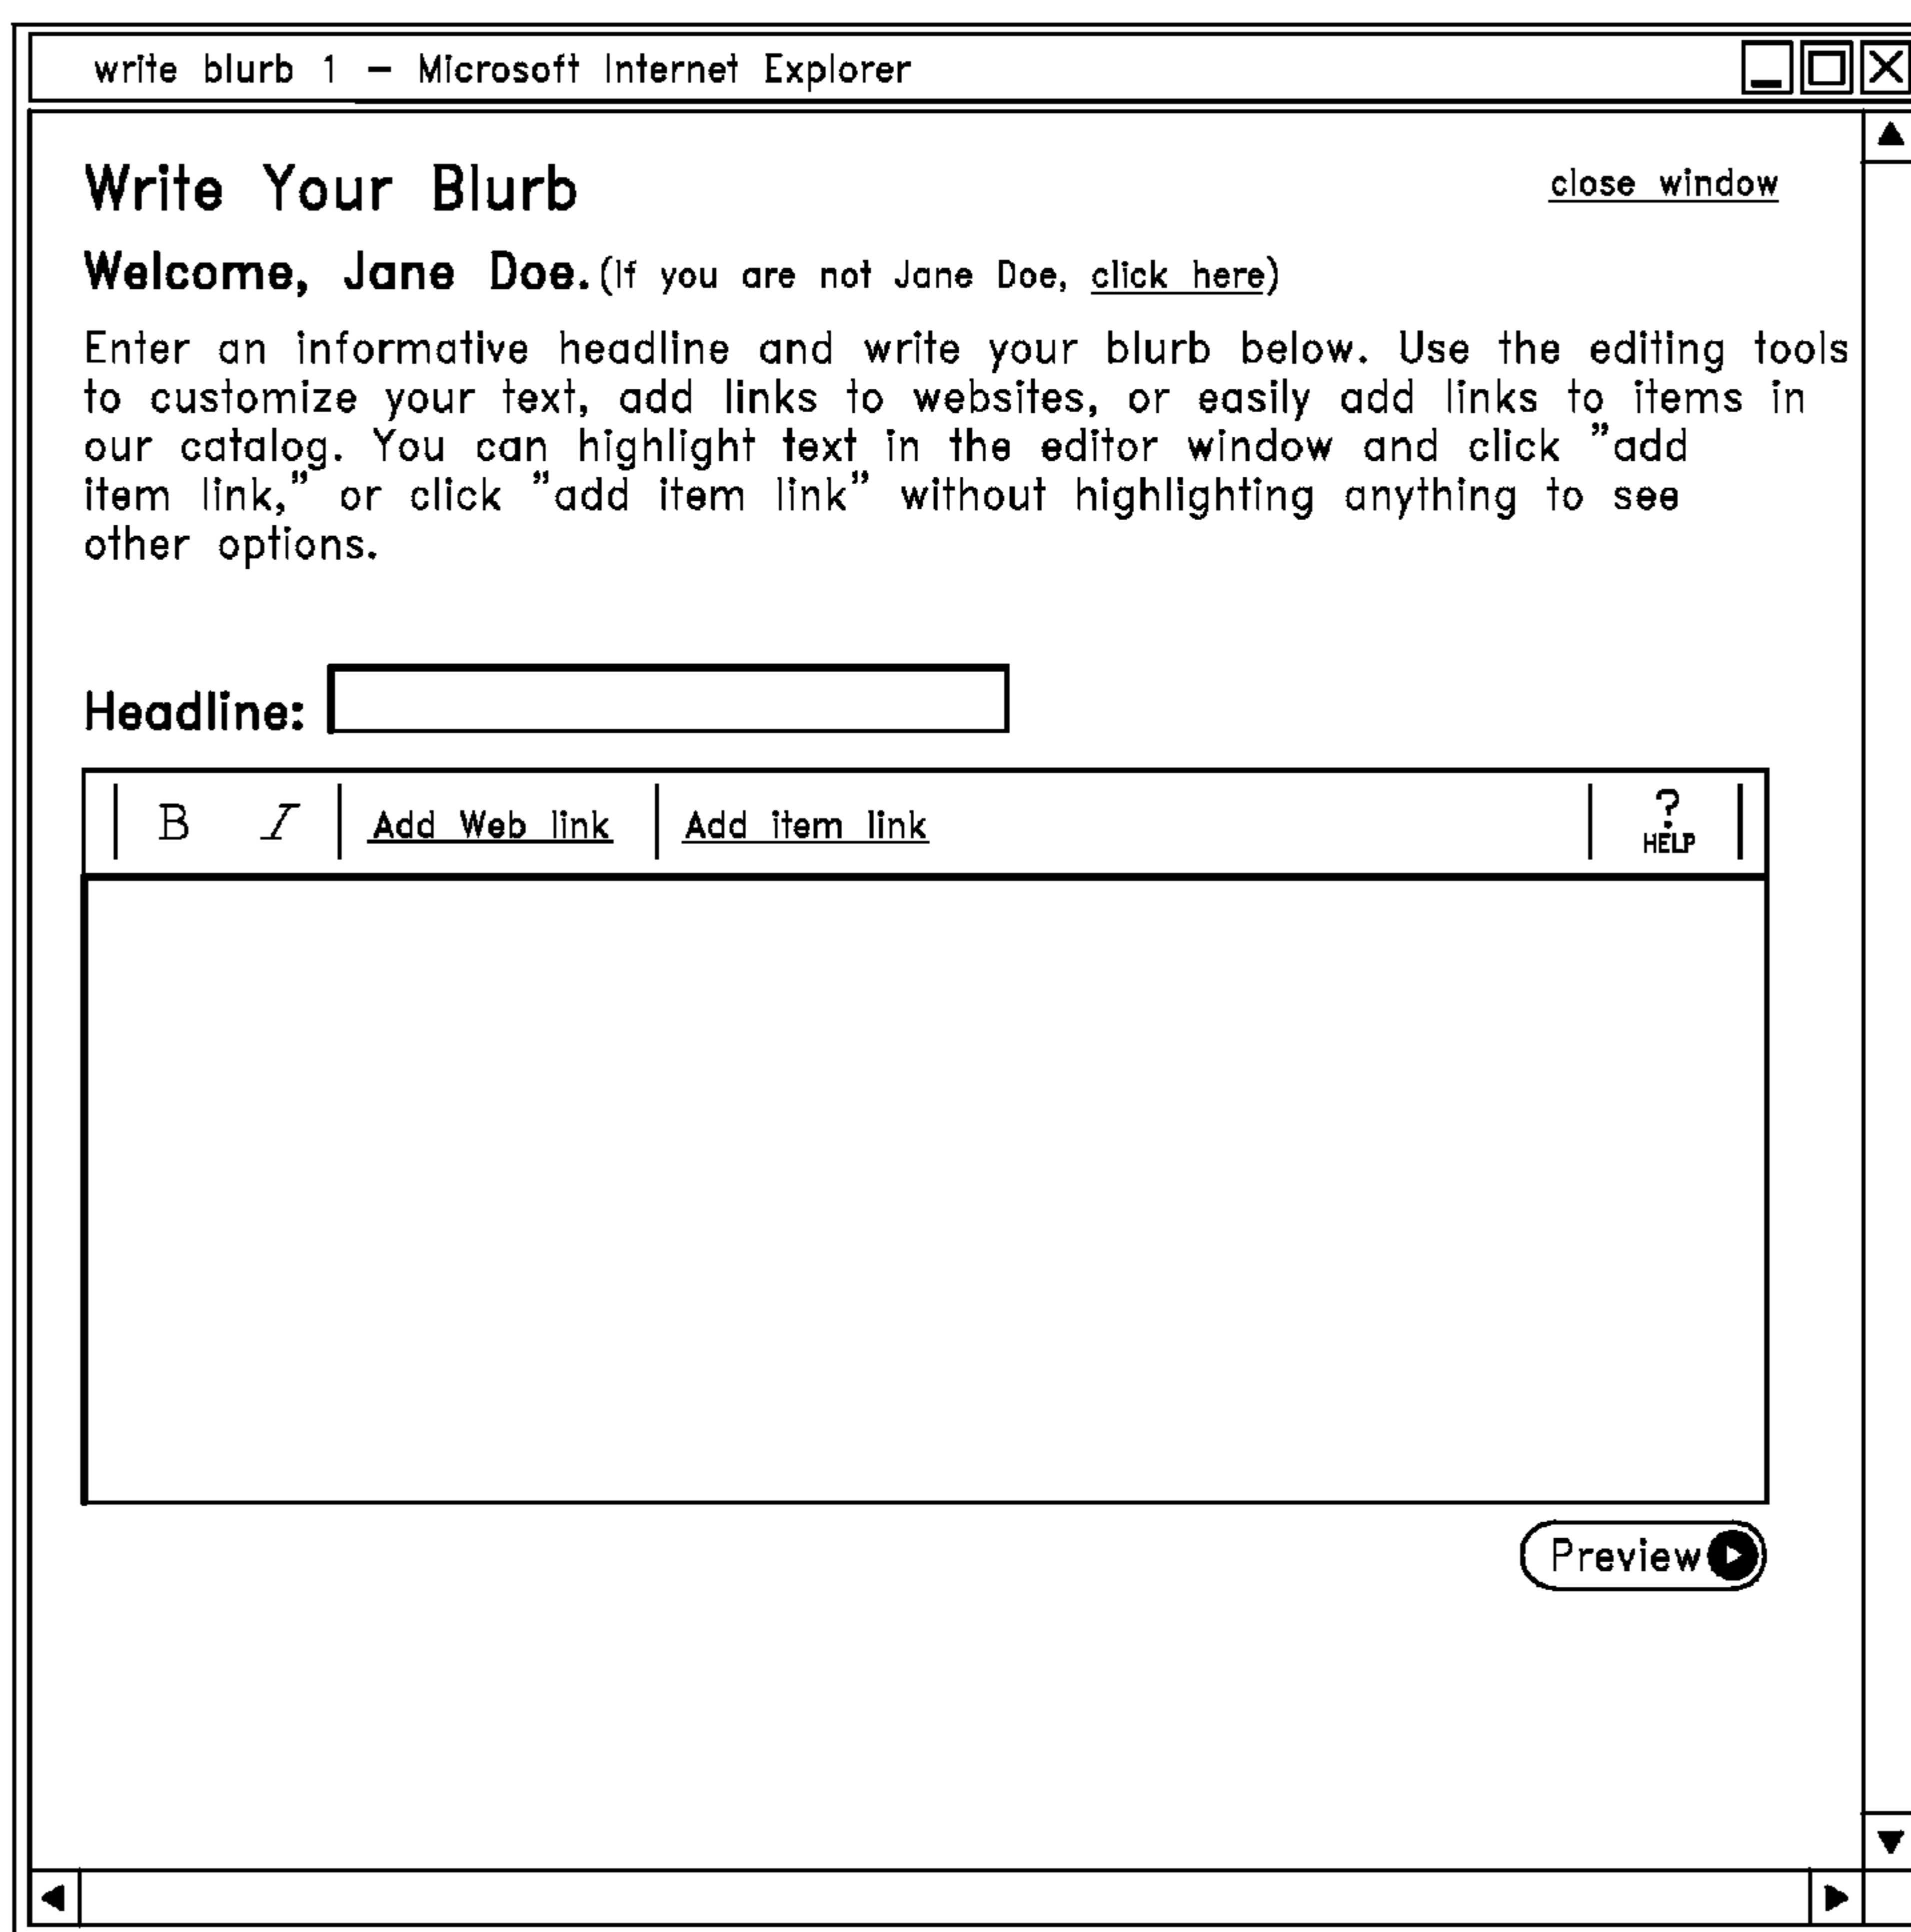 write blurb 1 – Microsoft Internet Explorer
Write Your Blurb
close window
Welcome, Jane Doe. (If you are not Jane Doe, click here)
Enter an informative headline and write your blurb below. Use the editing tools
to customize your text, add links to websites, or easily add links to items in
our catalog. You can highlight text in the editor window and click "add
item link," or click "add item link" without highlighting anything to see
other options.
Headline:
B I Add Web link Add item link ?
HELP
Preview